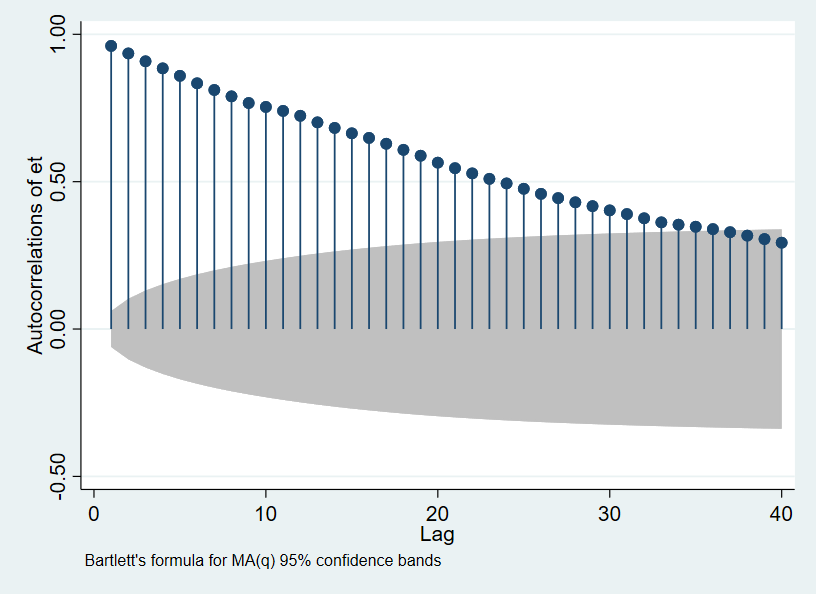 Autocorrelations of et
1.00
0.50
0.00
-0.50
0 10 20 30 40
Lag
Bartlett's formula for MA(q) 95% confidence bands